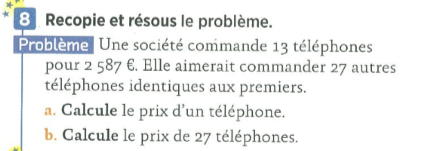 8 Recopie et résous le problème.
Problème Une société commande 13 téléphones
pour 2 587 €. Elle aimerait commander 27 autres
téléphones identiques aux premiers.
a. Calcule le prix d'un téléphone.
b. Calcule le prix de 27 téléphones.